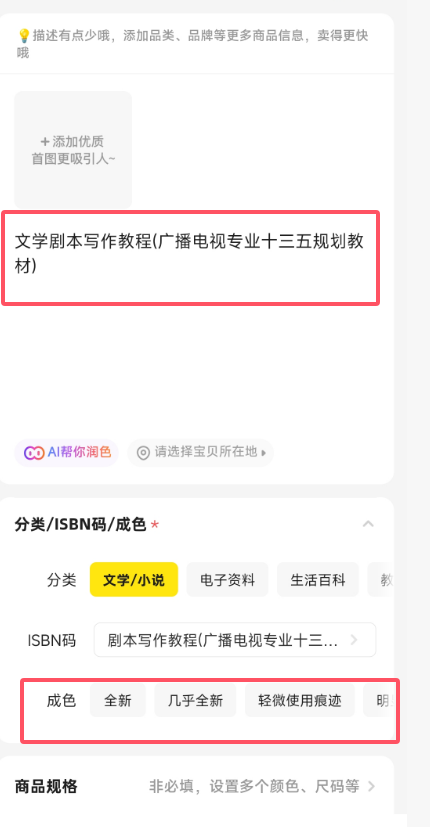 💡描述有点少哦，添加品类、品牌等更多商品信息，卖得更快
哦
+添加优质
首图更吸引人~
文学剧本写作教程(广播电视专业十三五规划教
材)
AI帮你润色 请选择宝贝所在地
分类/ISBN码/成色*
分类 文学/小说 电子资料 生活百科 教
ISBN码 剧本写作教程(广播电视专业十三...
成色 全新 几乎全新 轻微使用痕迹 明
商品规格 非必填，设置多个颜色、尺码等